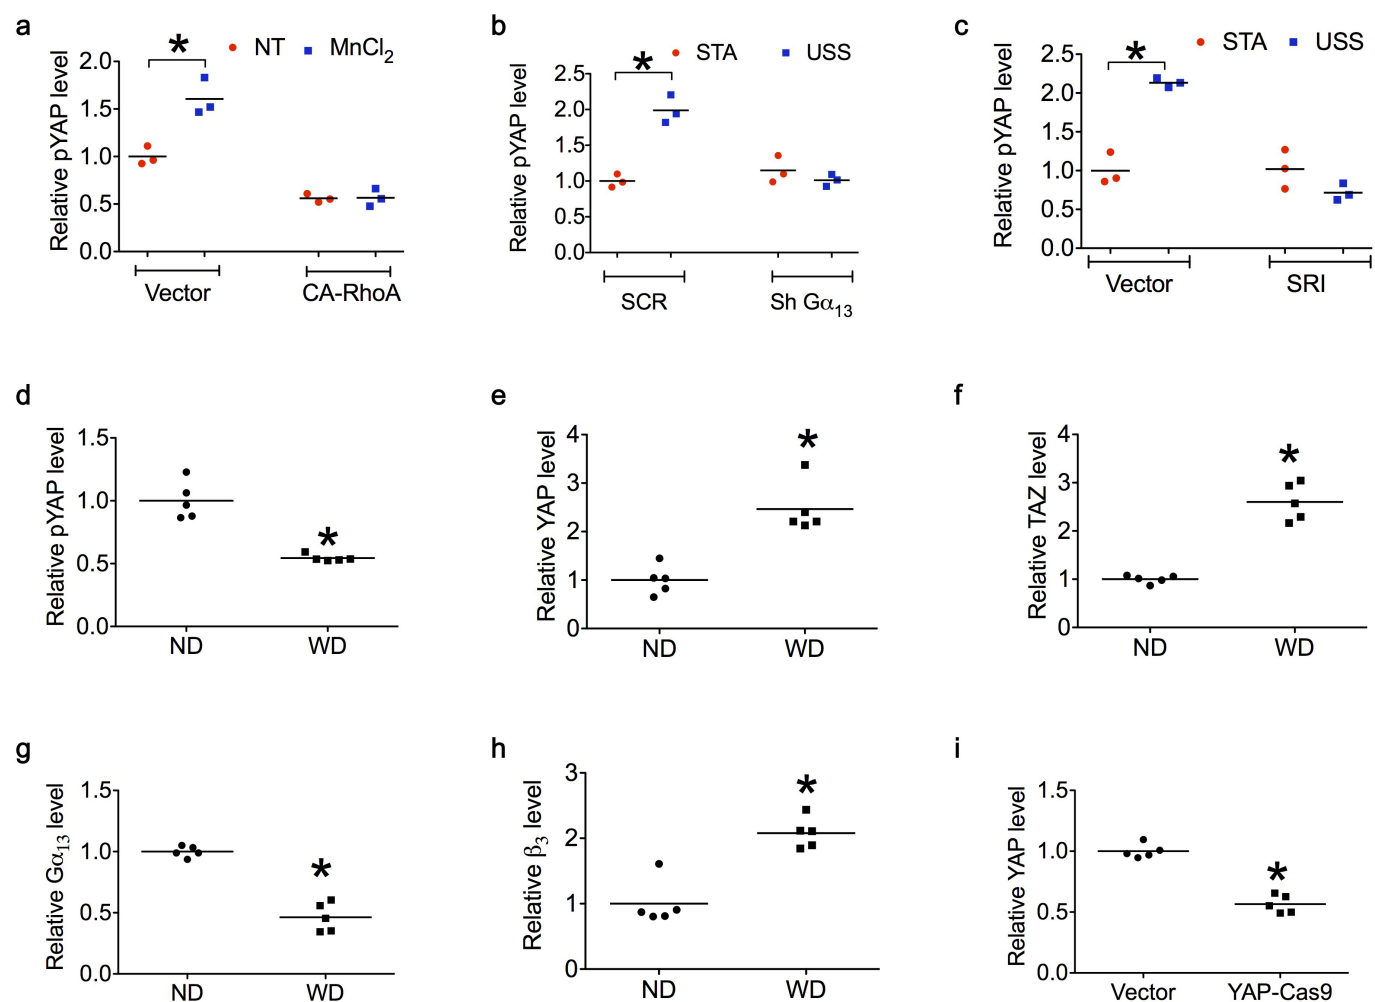 a
* NT MnCl2
Relative pYAP level
2.0
1.5
1.0
0.5
0.0
Vector CA-RhoA
b
* STA USS
Relative pYAP level
2.5
2.0
1.5
1.0
0.5
0.0
SCR Sh Gα13
c
* STA USS
Relative pYAP level
2.5
2.0
1.5
1.0
0.5
0.0
Vector SRI
d
Relative pYAP level
1.5
1.0
0.5
0.0
*
ND WD
e
Relative YAP level
4
3
2
1
0
*
ND WD
f
Relative TAZ level
4
3
2
1
0
*
ND WD
g
Relative Gα13 level
1.5
1.0
0.5
0.0
*
ND WD
h
Relative β3 level
3
2
1
0
*
ND WD
i
Relative YAP level
1.5
1.0
0.5
0.0
*
Vector YAP-Cas9